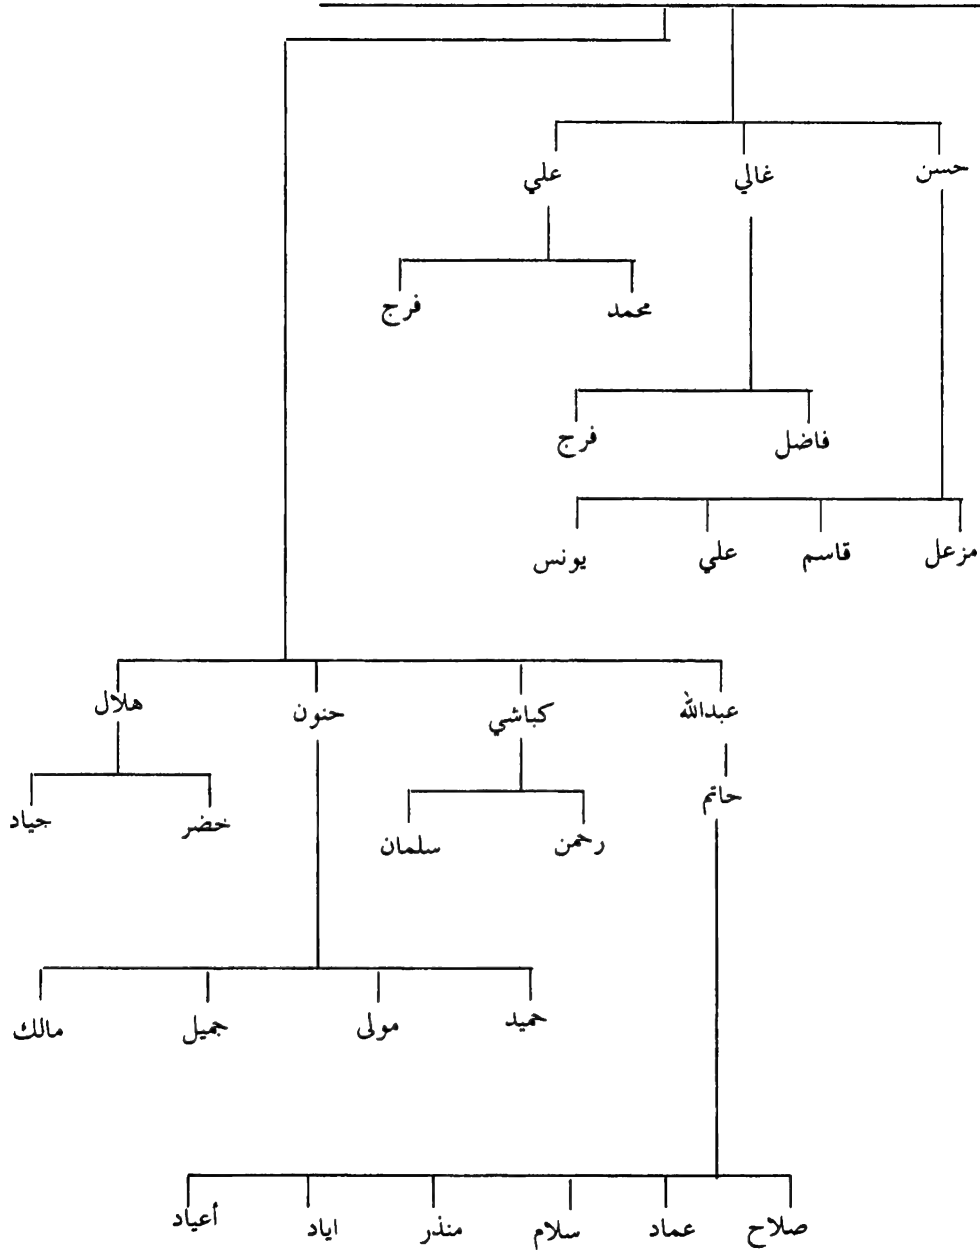 حسن غالي علي
محمد فرج
فاضل فرج
مزعل قاسم علي يونس
عبدالله كباشي حنون هلال
حاتم
خضر جياد
رحمن سلمان
حميد مولى جميل مالك
صلاح عماد سلام منذر اياد أعياد